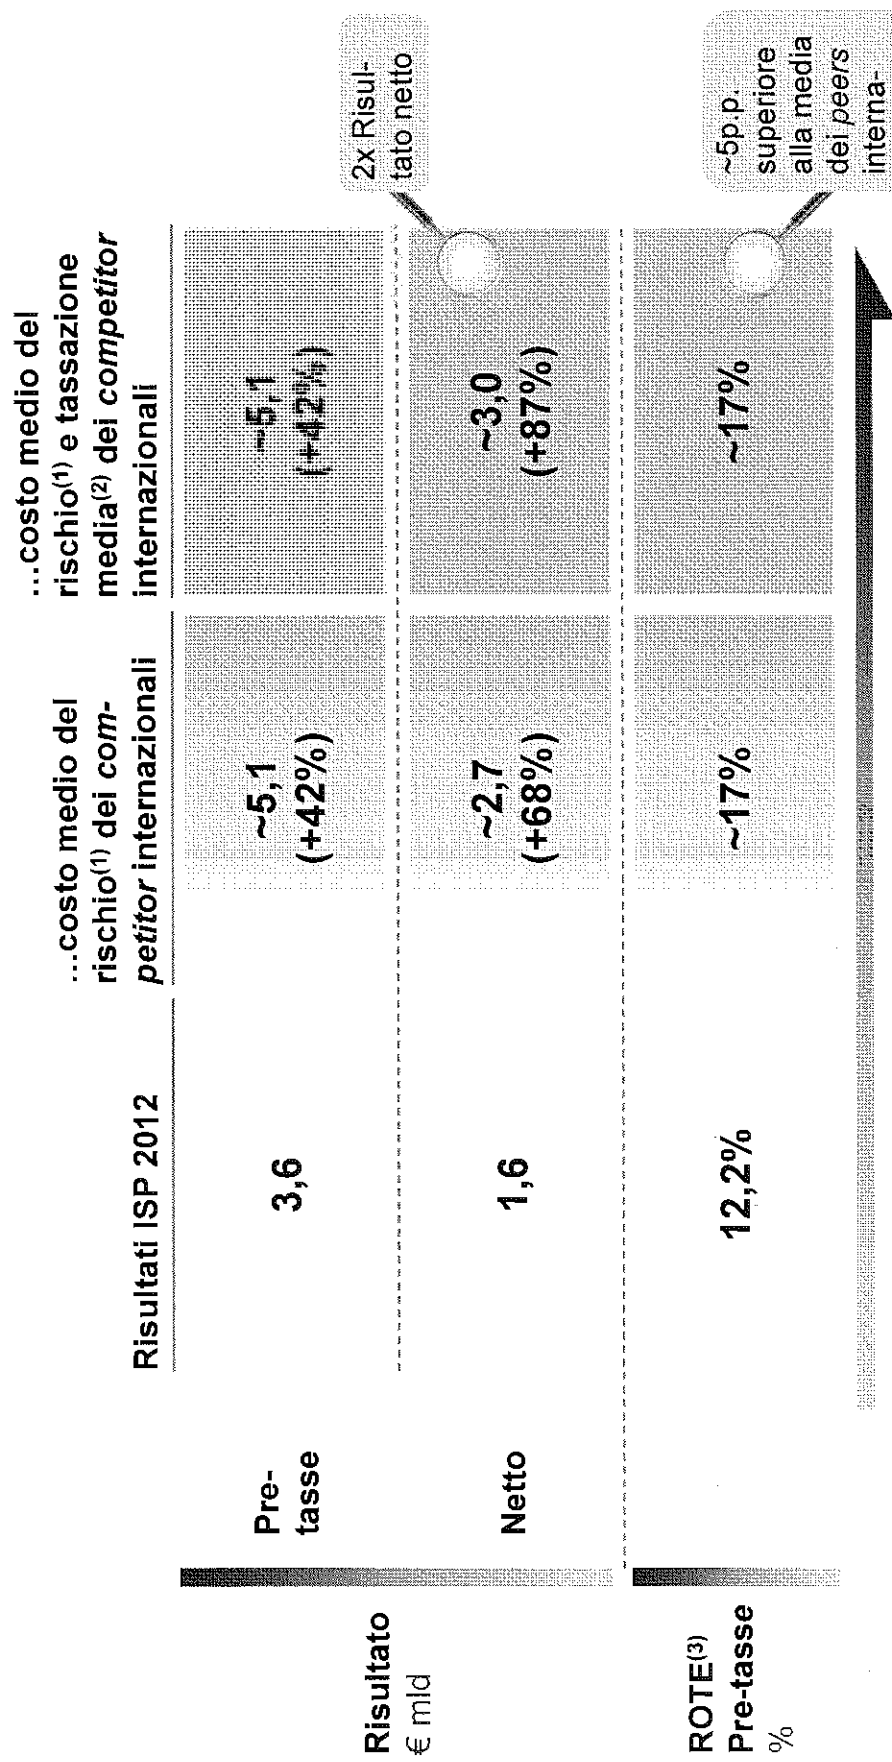 Risultati ISP 2012
...costo medio del
rischio(1) dei com-
petitor internazionali
...costo medio del
rischio(1) e tassazione
media(2) dei competitor
internazionali
Risultato
€ mld
Pre-
tasse
3,6
~5,1
(+42%)
~5,1
(+42%)
2x Risul-
tato netto
Netto
1,6
~2,7
(+68%)
~3,0
(+87%)
ROTE(3)
Pre-tasse
%
12,2%
~17%
~17%
~5p.p.
superiore
alla media
dei peers
interna-